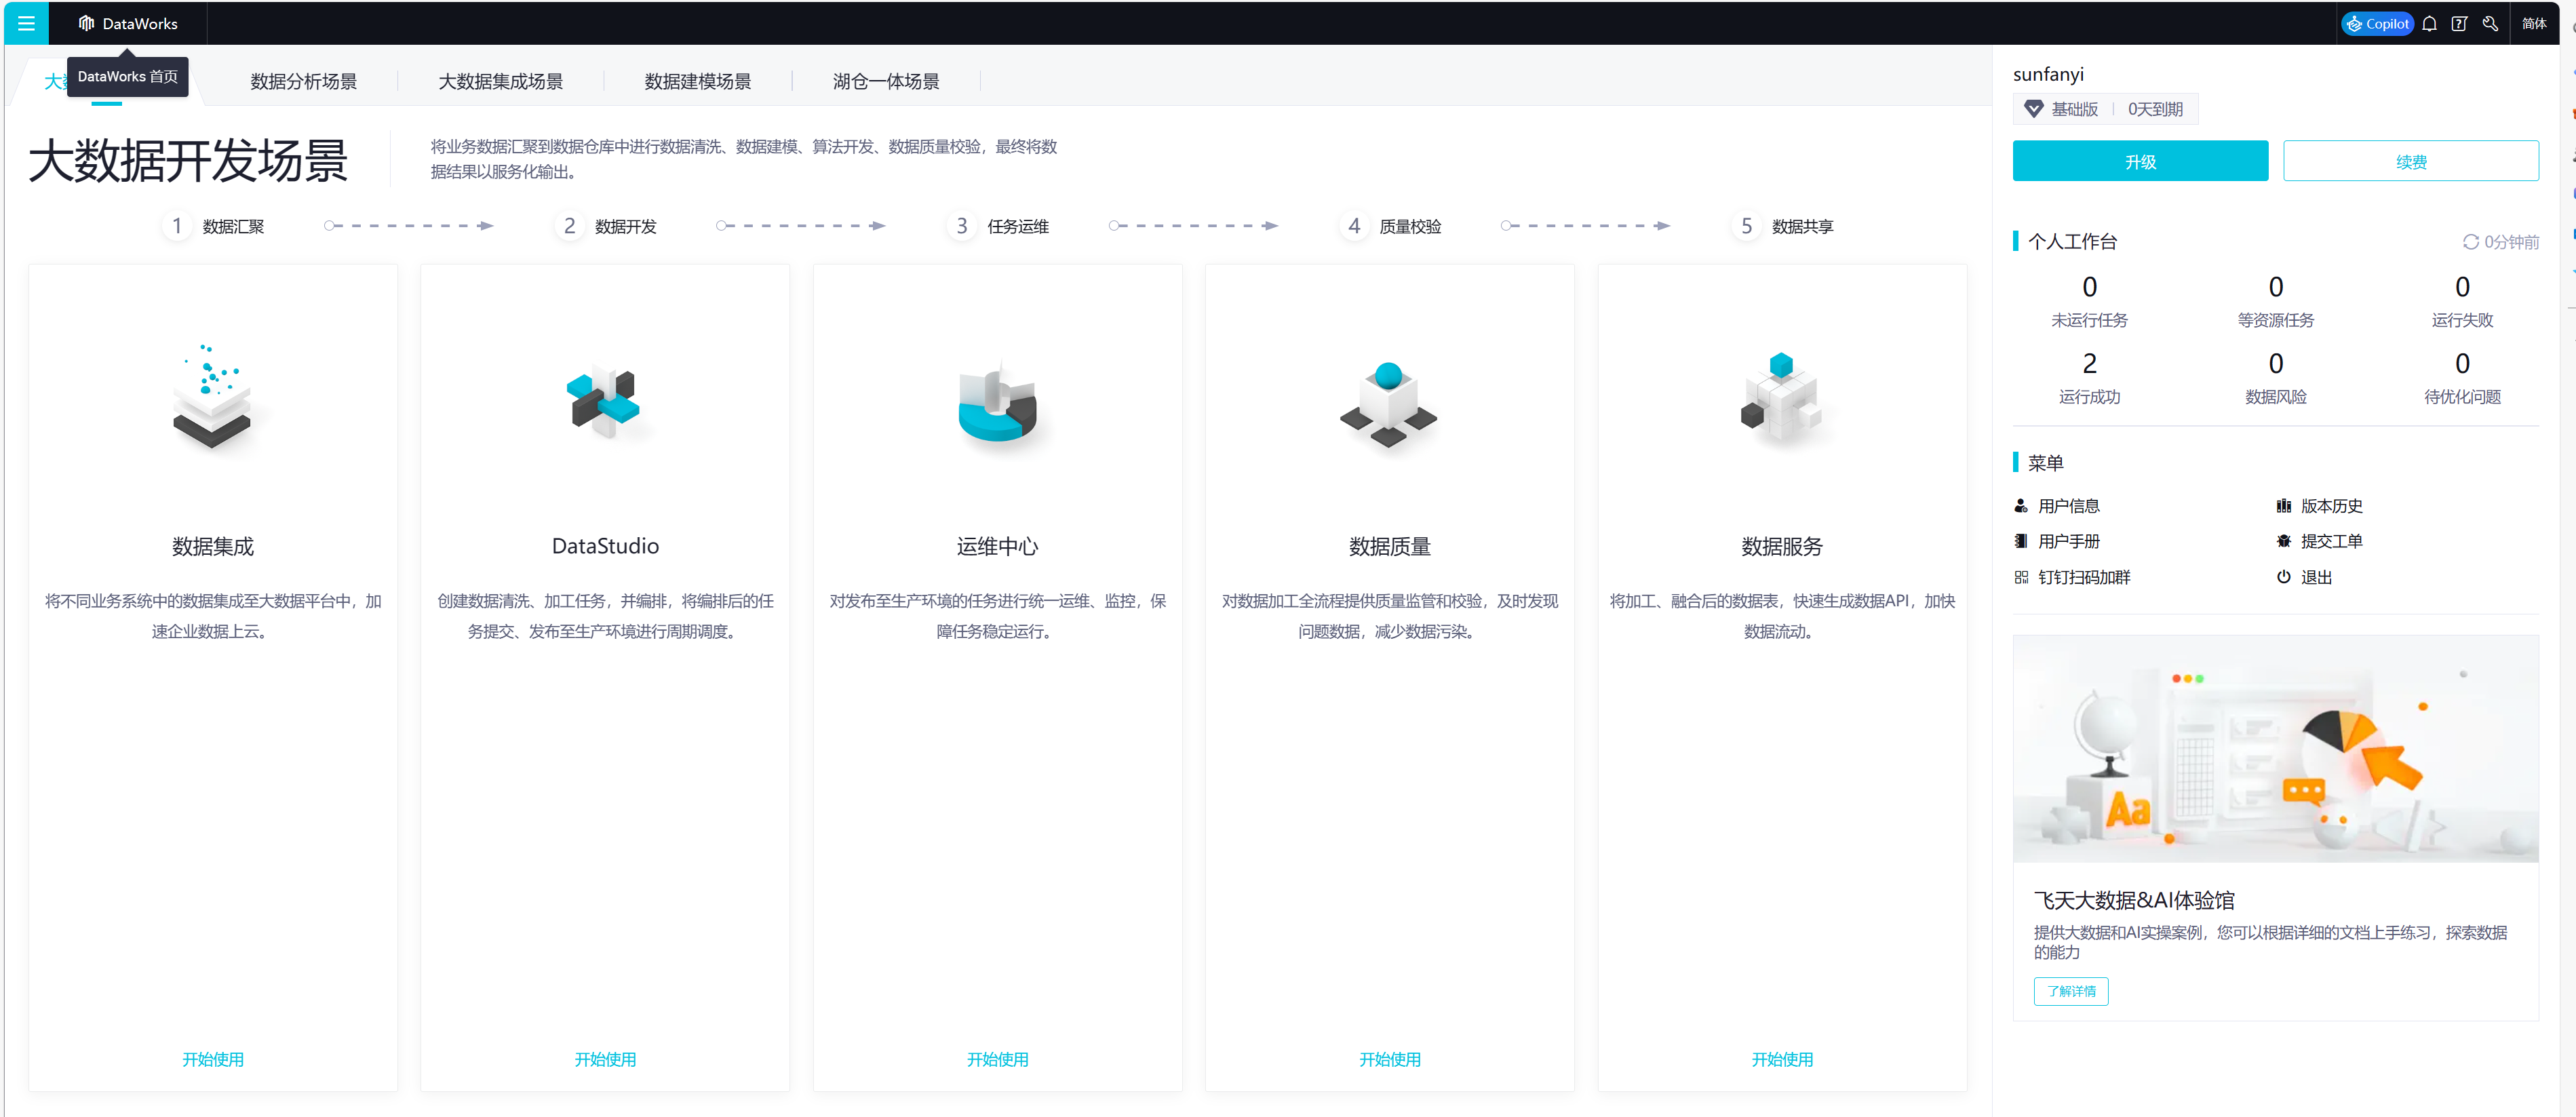 DataWorks
Copilot
简体
DataWorks 首页
数据分析场景
大数据集成场景
数据建模场景
湖仓一体场景
大数据开发场景
将业务数据汇聚到数据仓库中进行数据清洗、数据建模、算法开发、数据质量校验，最终将数
据结果以服务化输出。
1 数据汇聚
2 数据开发
3 任务运维
4 质量校验
5 数据共享
数据集成
将不同业务系统中的数据集成至大数据平台中，加
速企业数据上云。
开始使用
DataStudio
创建数据清洗、加工任务，并编排，将编排后的任
务提交、发布至生产环境进行周期调度。
开始使用
运维中心
对发布至生产环境的任务进行统一运维、监控，保
障任务稳定运行。
开始使用
数据质量
对数据加工全流程提供质量监管和校验，及时发现
问题数据，减少数据污染。
开始使用
数据服务
将加工、融合后的数据表，快速生成数据API，加快
数据流动。
开始使用
sunfanyi
基础版 0天到期
升级
续费
个人工作台
0分钟前
0
未运行任务
0
等资源任务
0
运行失败
2
运行成功
0
数据风险
0
待优化问题
菜单
用户信息
版本历史
用户手册
提交工单
钉钉扫码加群
退出
Aa
飞天大数据&AI体验馆
提供大数据和AI实操案例，您可以根据详细的文档上手练习，探索数据
的能力
了解详情